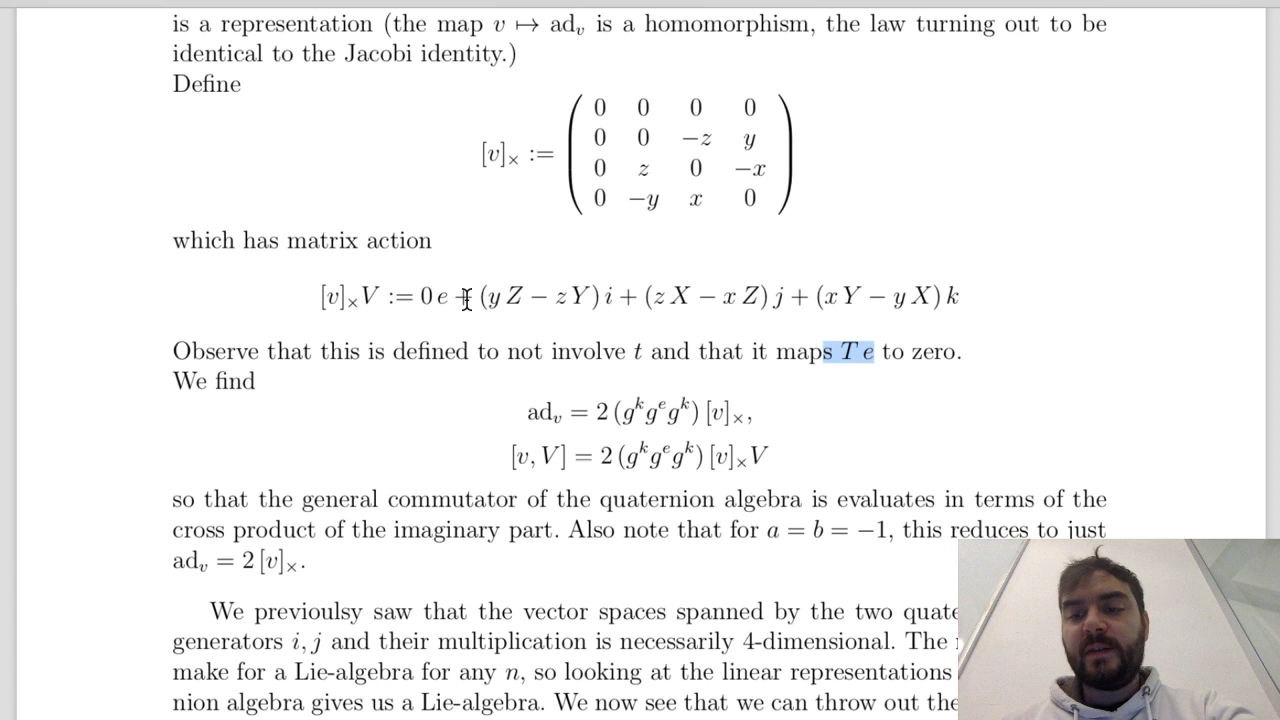 is a representation (the map v ↦ ad_v is a homomorphism, the law turning out to be
identical to the Jacobi identity.)
Define
[v]_× := ( 0 0 0 0
0 0 −z y
0 z 0 −x
0 −y x 0 )
which has matrix action
[v]_× V := 0 e + (y Z − z Y) i + (z X − x Z) j + (x Y − y X) k
Observe that this is defined to not involve t and that it maps T e to zero.
We find
ad_v = 2 (g^k g^e g^k) [v]_×,
[v, V] = 2 (g^k g^e g^k) [v]_× V
so that the general commutator of the quaternion algebra is evaluates in terms of the
cross product of the imaginary part. Also note that for a = b = −1, this reduces to just
ad_v = 2 [v]_×.
We previoulsy saw that the vector spaces spanned by the two quate
generators i, j and their multiplication is necessarily 4-dimensional. The
make for a Lie-algebra for any n, so looking at the linear representations
nion algebra gives us a Lie-algebra. We now see that we can throw out the